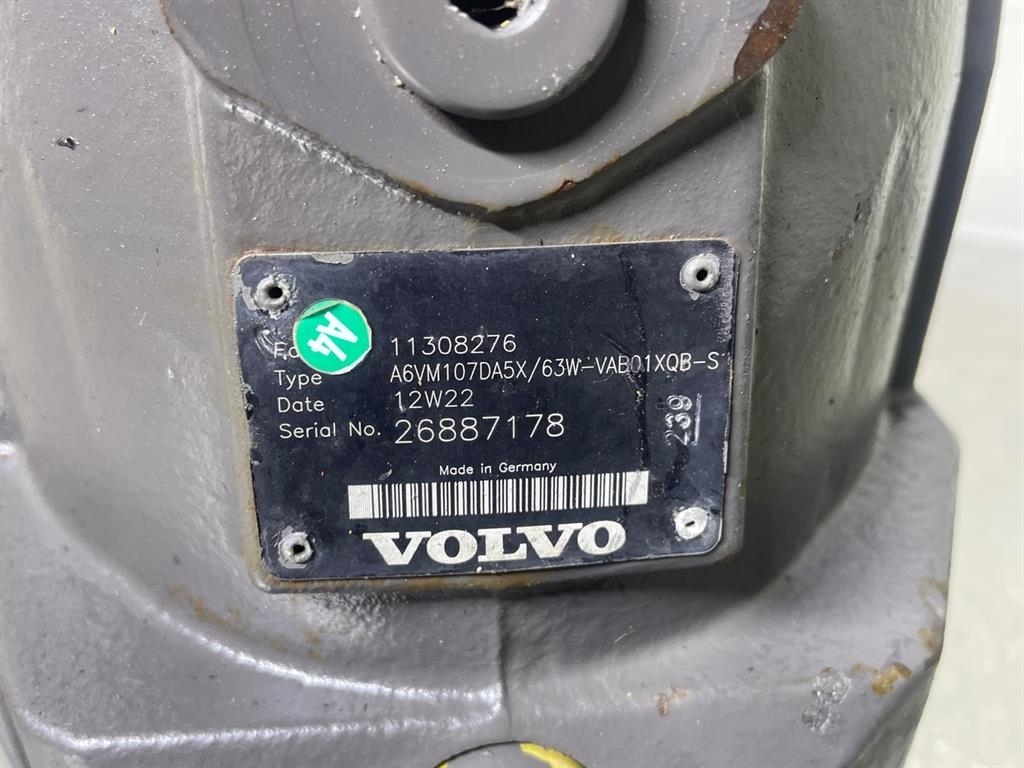 A4
11308276
Type A6VM107DA5X/63W-VAB01XQB-S
Date 12W22
Serial No. 26887178
239
Made in Germany
VOLVO